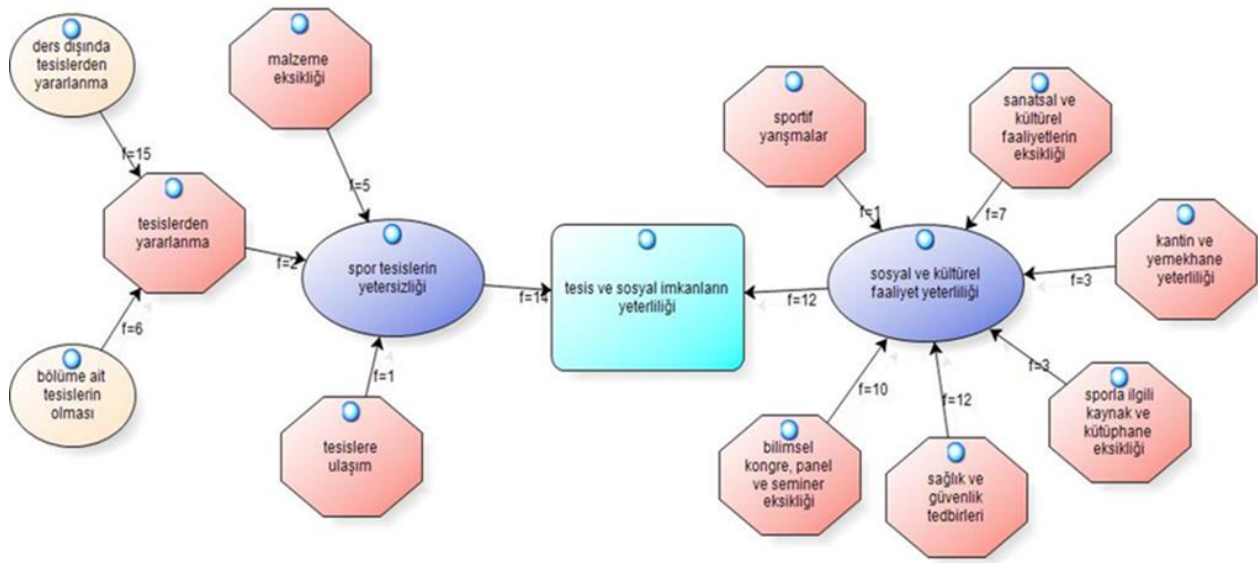 ders dışında
tesislerden
yararlanma
malzeme
eksikliği
sportif
yarışmalar
sanatsal ve
kültürel
faaliyetlerin
eksikliği
f=15
f=5
f=1
f=7
tesislerden
yararlanma
kantin ve
yemekhane
yeterliliği
f=2
spor tesislerin
yetersizliği
f=14
tesis ve sosyal imkanların
yeterliliği
f=12
sosyal ve kültürel
faaliyet yeterliliği
f=3
f=6
bölüme ait
tesislerin
olması
f=1
f=10
f=12
f=3
sporla ilgili
kaynak ve
kütüphane
eksikliği
tesislere
ulaşım
bilimsel
kongre, panel
ve seminer
eksikliği
sağlık ve
güvenlik
tedbirleri